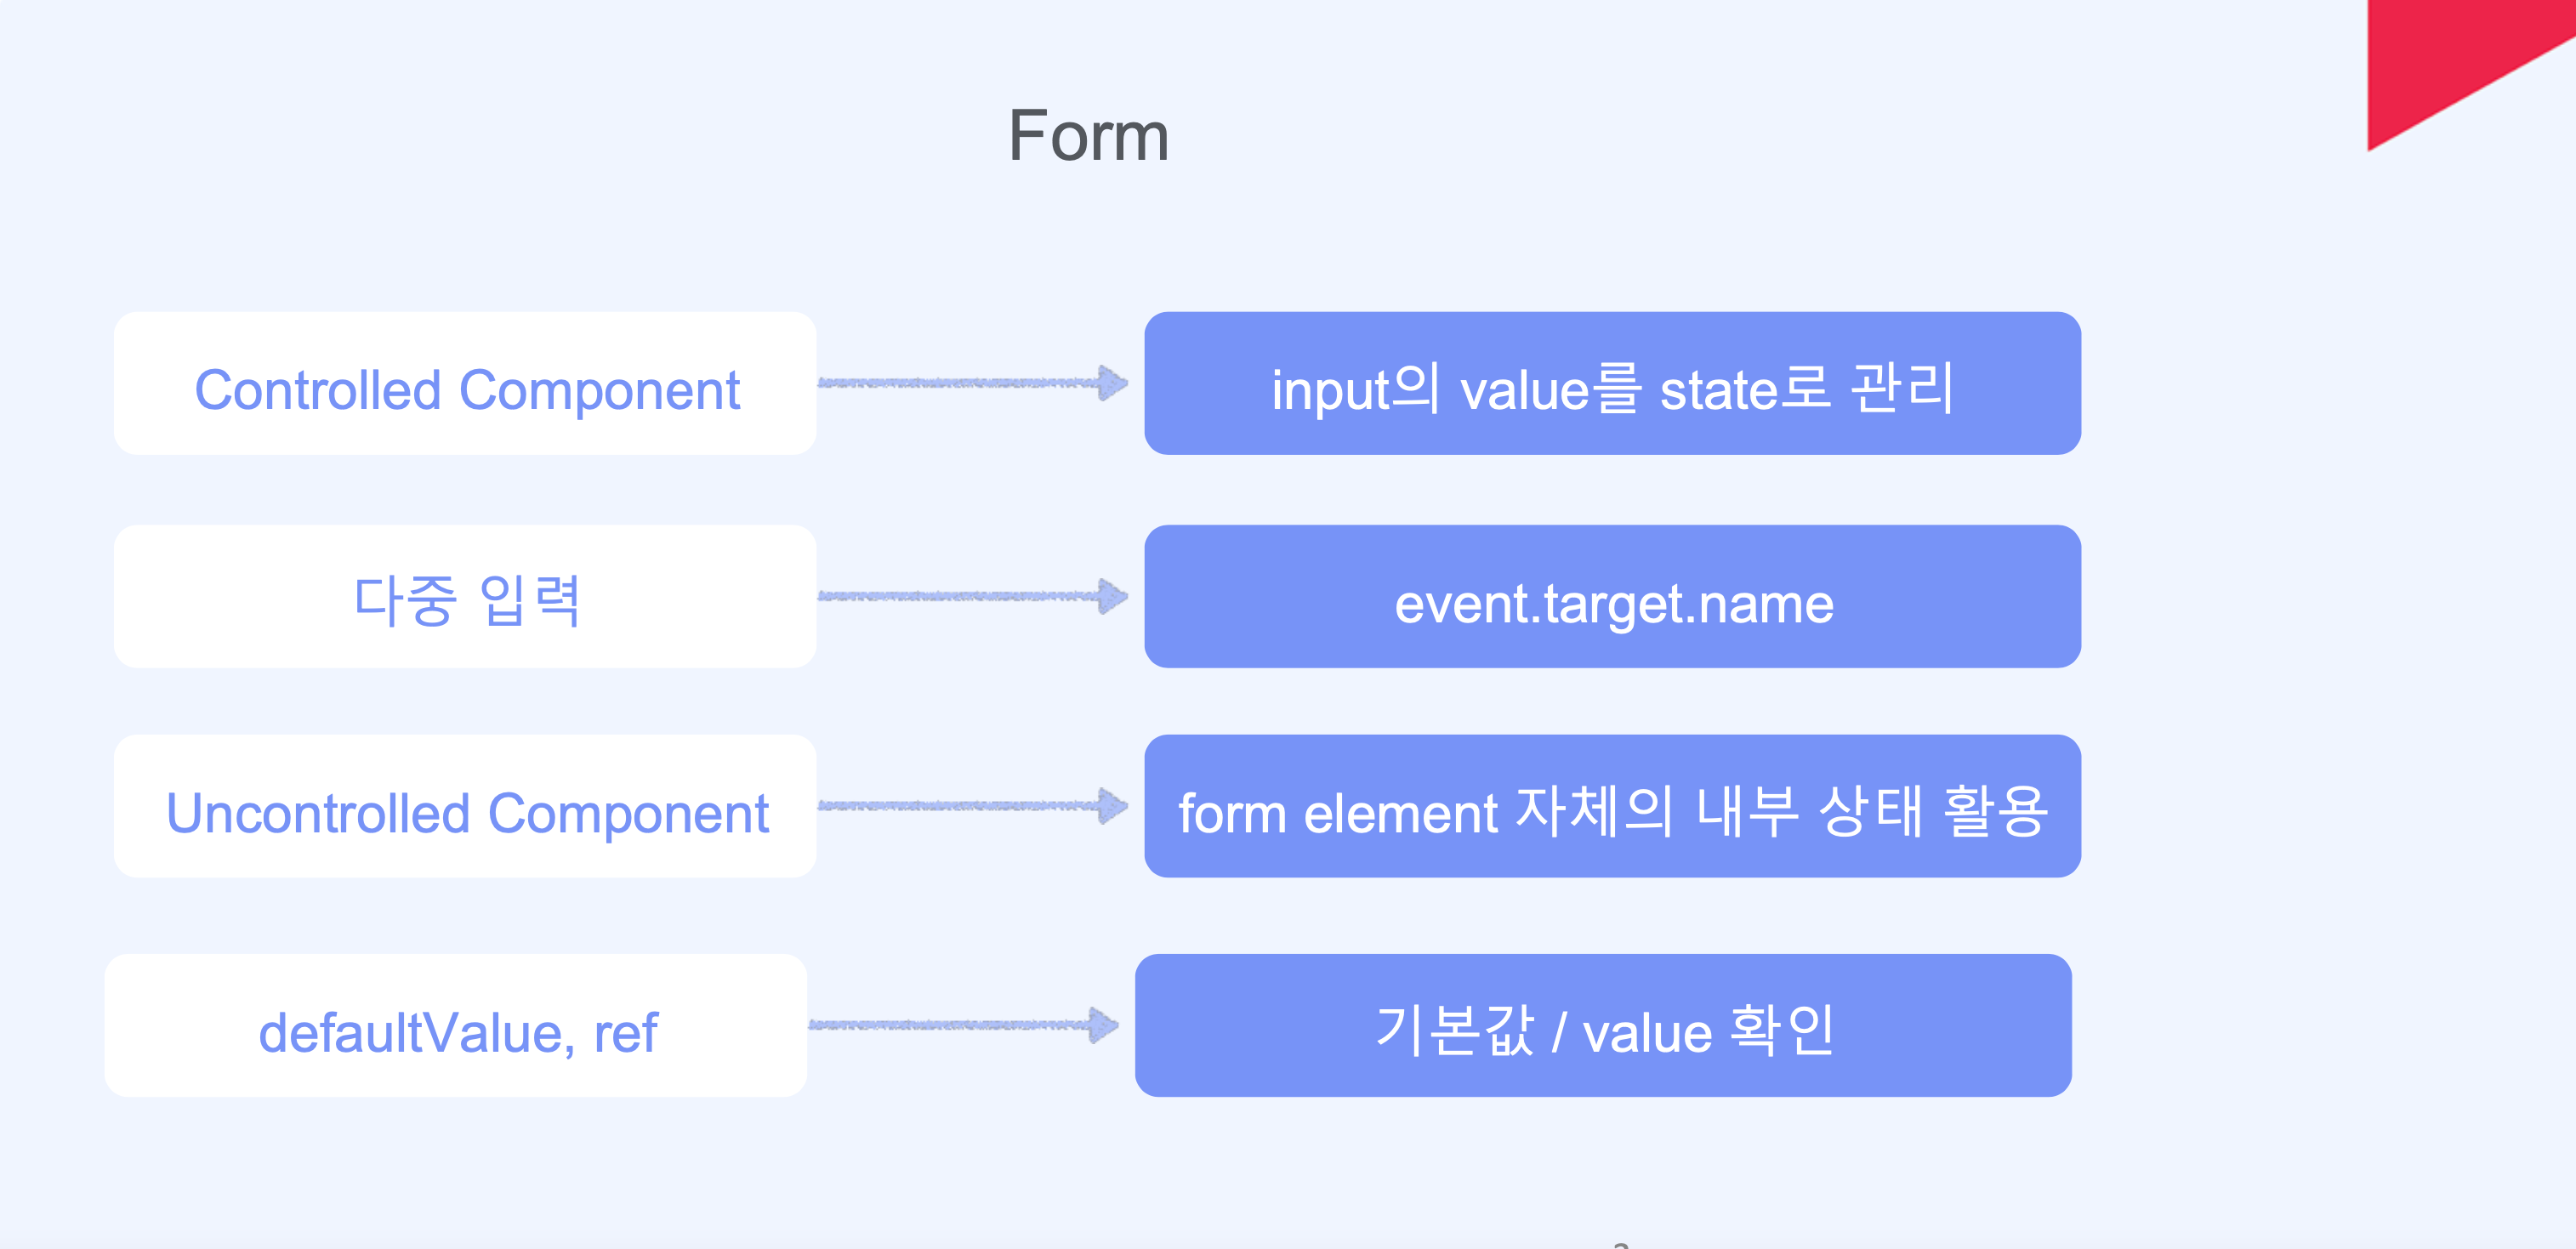 Form
Controlled Component
input의 value를 state로 관리
다중 입력
event.target.name
Uncontrolled Component
form element 자체의 내부 상태 활용
defaultValue, ref
기본값 / value 확인